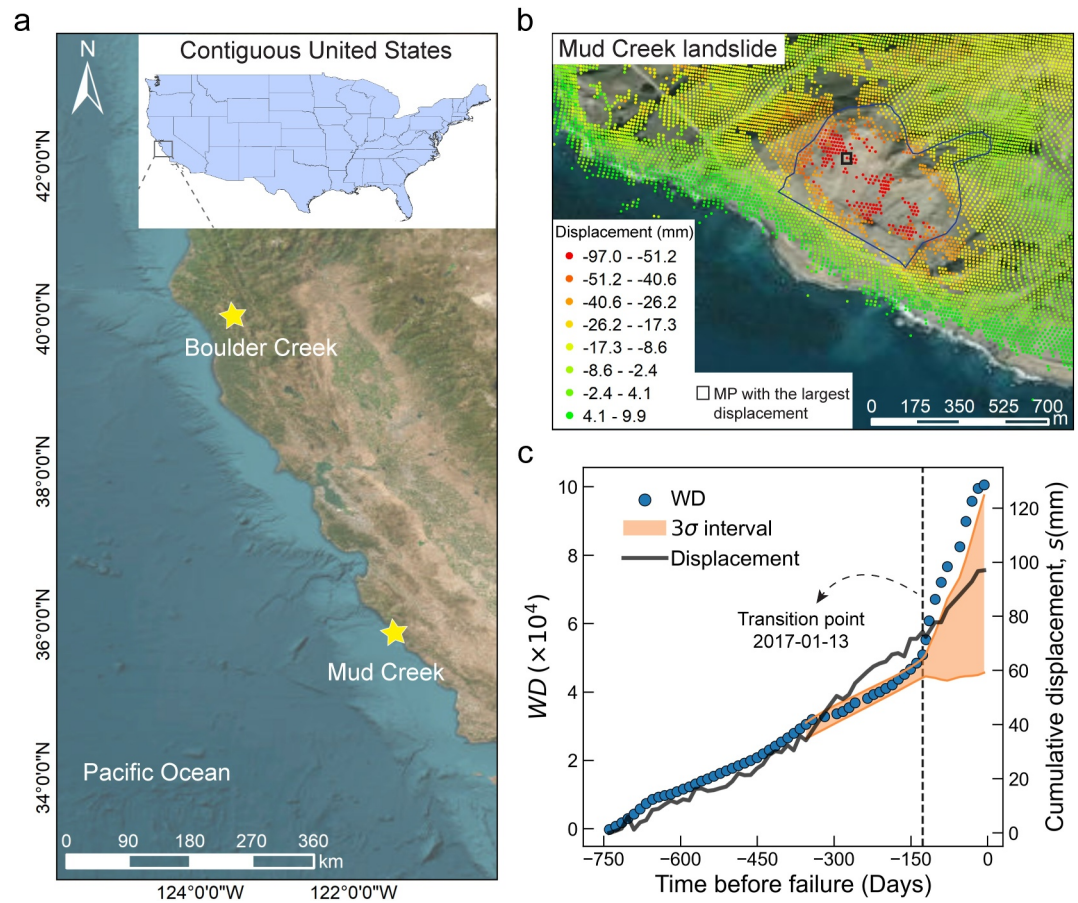 a
N
Contiguous United States
42°0'0"N
40°0'0"N
38°0'0"N
36°0'0"N
34°0'0"N
Boulder Creek
Mud Creek
Pacific Ocean
0 90 180 270 360
km
124°0'0"W 122°0'0"W
b
Mud Creek landslide
Displacement (mm)
-97.0 - -51.2
-51.2 - -40.6
-40.6 - -26.2
-26.2 - -17.3
-17.3 - -8.6
-8.6 - -2.4
-2.4 - 4.1
4.1 - 9.9
MP with the largest
displacement
0 175 350 525 700
m
c
WD
3σ interval
Displacement
Transition point
2017-01-13
WD (×10⁴)
10
8
6
4
2
0
Cumulative displacement, s(mm)
120
100
80
60
40
20
0
−750 −600 −450 −300 −150 0
Time before failure (Days)